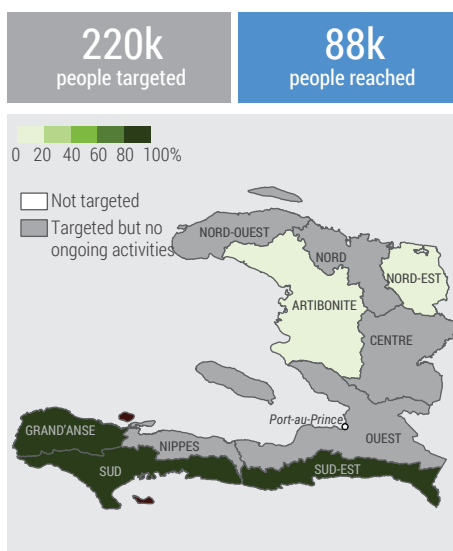 220k
people targeted
88k
people reached
0 20 40 60 80 100%
Not targeted
Targeted but no
ongoing activities
NORD-OUEST
NORD
NORD-EST
ARTIBONITE
CENTRE
Port-au-Prince
GRAND'ANSE
OUEST
NIPPES
SUD
SUD-EST